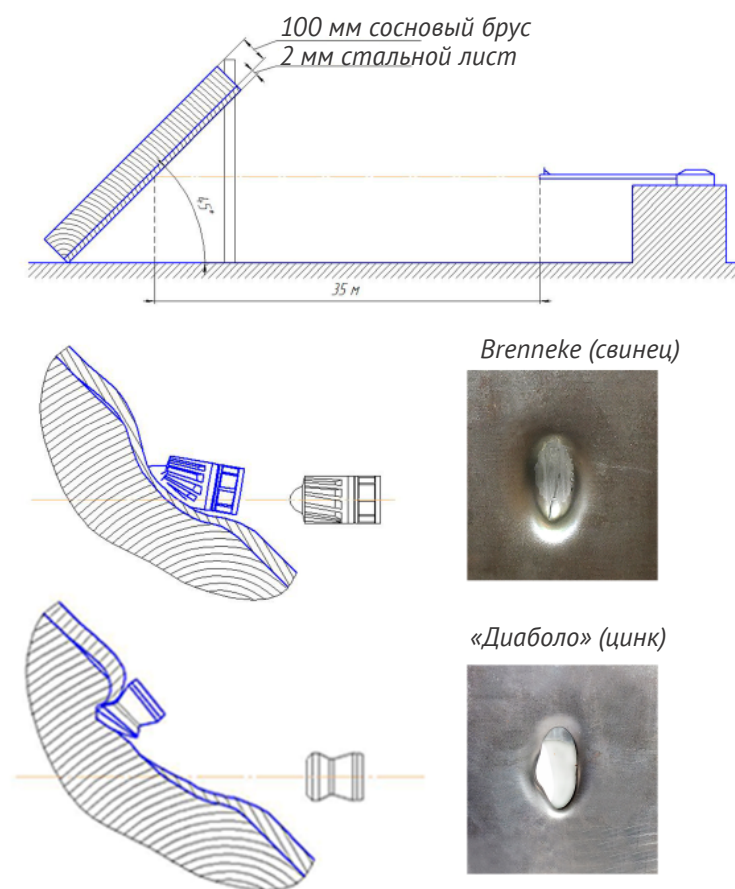 100 мм сосновый брус
2 мм стальной лист
45°
35 м
Brenneke (свинец)
«Диаболо» (цинк)